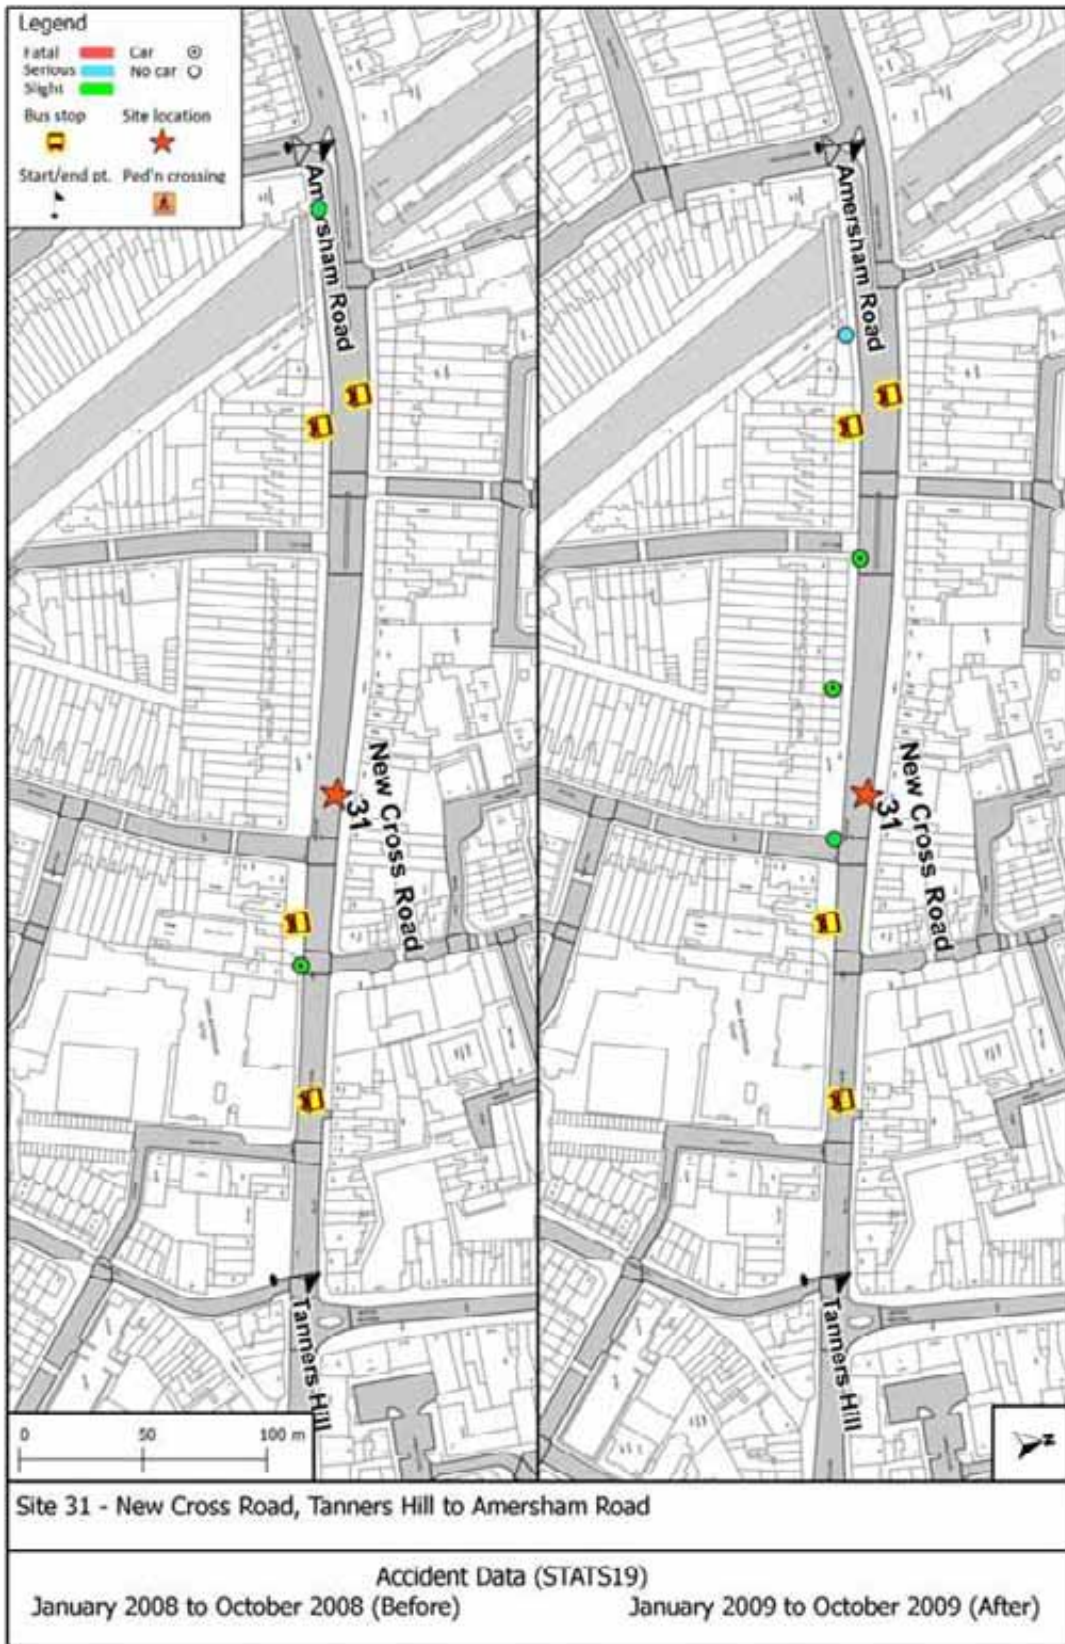 Legend
Fatal Car
Serious No car
Slight
Bus stop Site location
Start/end pt. Ped'n crossing
Amersham Road
Amersham Road
31
New Cross Road
31
New Cross Road
Tanners Hill
Tanners Hill
0 50 100 m
N
Site 31 - New Cross Road, Tanners Hill to Amersham Road
Accident Data (STATS19)
January 2008 to October 2008 (Before) January 2009 to October 2009 (After)